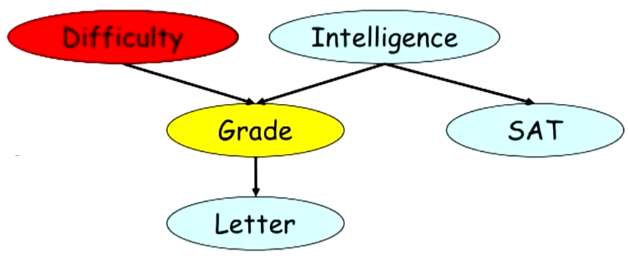 Difficulty
Intelligence
Grade
SAT
Letter